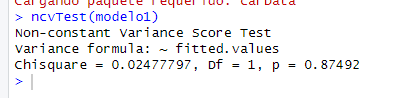 Cargando paquete requerido: carData
> ncvTest(modelo1)
Non-constant Variance Score Test
Variance formula: ~ fitted.values
Chisquare = 0.02477797, Df = 1, p = 0.87492
>